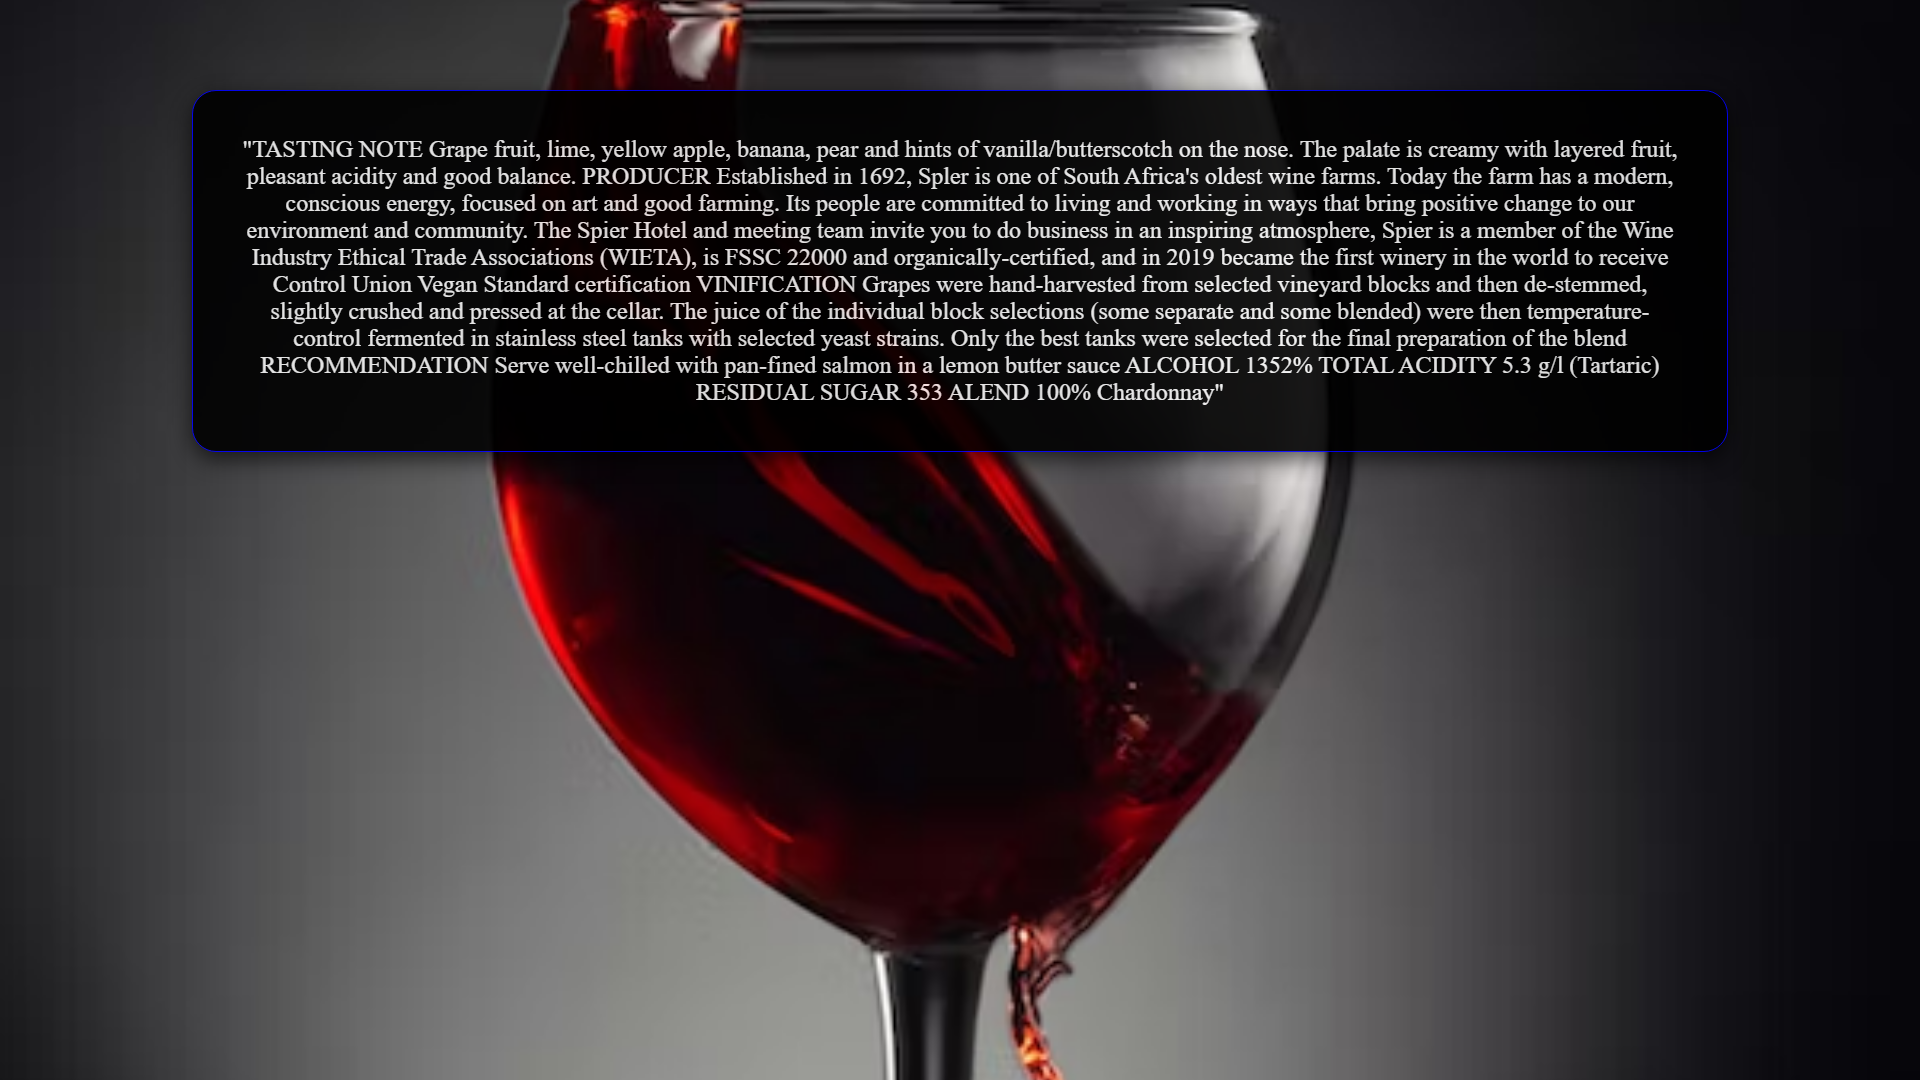 "TASTING NOTE Grape fruit, lime, yellow apple, banana, pear and hints of vanilla/butterscotch on the nose. The palate is creamy with layered fruit,
pleasant acidity and good balance. PRODUCER Established in 1692, Spler is one of South Africa's oldest wine farms. Today the farm has a modern,
conscious energy, focused on art and good farming. Its people are committed to living and working in ways that bring positive change to our
environment and community. The Spier Hotel and meeting team invite you to do business in an inspiring atmosphere, Spier is a member of the Wine
Industry Ethical Trade Associations (WIETA), is FSSC 22000 and organically-certified, and in 2019 became the first winery in the world to receive
Control Union Vegan Standard certification VINIFICATION Grapes were hand-harvested from selected vineyard blocks and then de-stemmed,
slightly crushed and pressed at the cellar. The juice of the individual block selections (some separate and some blended) were then temperature-
control fermented in stainless steel tanks with selected yeast strains. Only the best tanks were selected for the final preparation of the blend
RECOMMENDATION Serve well-chilled with pan-fined salmon in a lemon butter sauce ALCOHOL 1352% TOTAL ACIDITY 5.3 g/l (Tartaric)
RESIDUAL SUGAR 353 ALEND 100% Chardonnay"